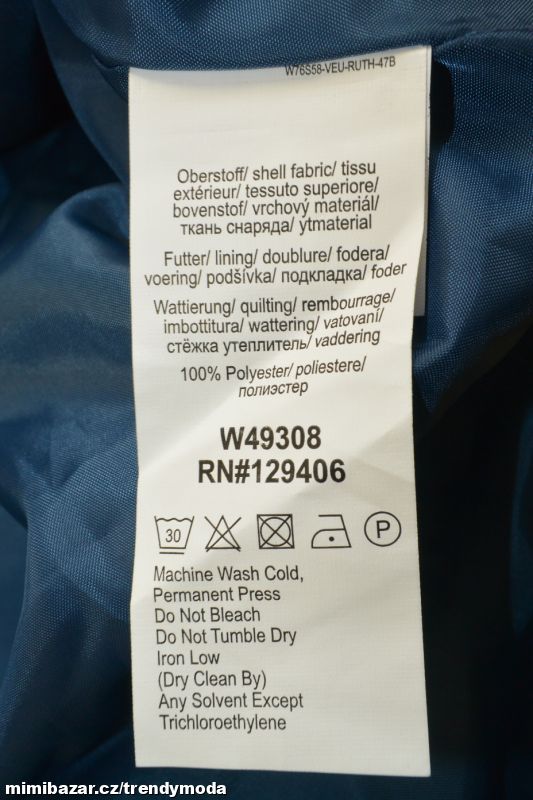 W76S58-VEU-RUTH-47B
Oberstoff/ shell fabric/ tissu
extérieur/ tessuto superiore/
bovenstof/ vrchový materiál/
ткань снаряда/ ytmaterial
Futter/ lining/ doublure/ fodera/
voering/ podšívka/ подкладка/ foder
Wattierung/ quilting/ rembourrage/
imbottitura/ wattering/ vatování/
стёжка утеплитель/ vaddering
100% Polyester/ poliestere/
полиэстер
W49308
RN#129406
30 P
Machine Wash Cold,
Permanent Press
Do Not Bleach
Do Not Tumble Dry
Iron Low
(Dry Clean By)
Any Solvent Except
Trichloroethylene
mimibazar.cz/trendymoda